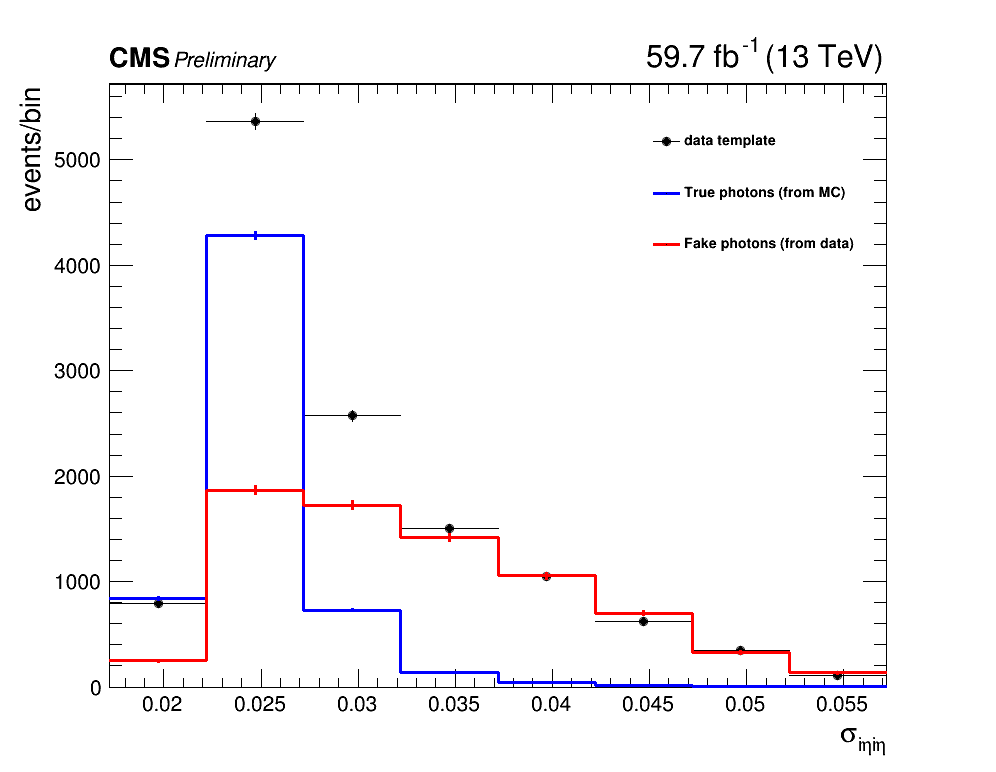 CMS Preliminary
59.7 fb⁻¹ (13 TeV)
events/bin
data template
True photons (from MC)
Fake photons (from data)
5000
4000
3000
2000
1000
0
0.02 0.025 0.03 0.035 0.04 0.045 0.05 0.055
σiηiη